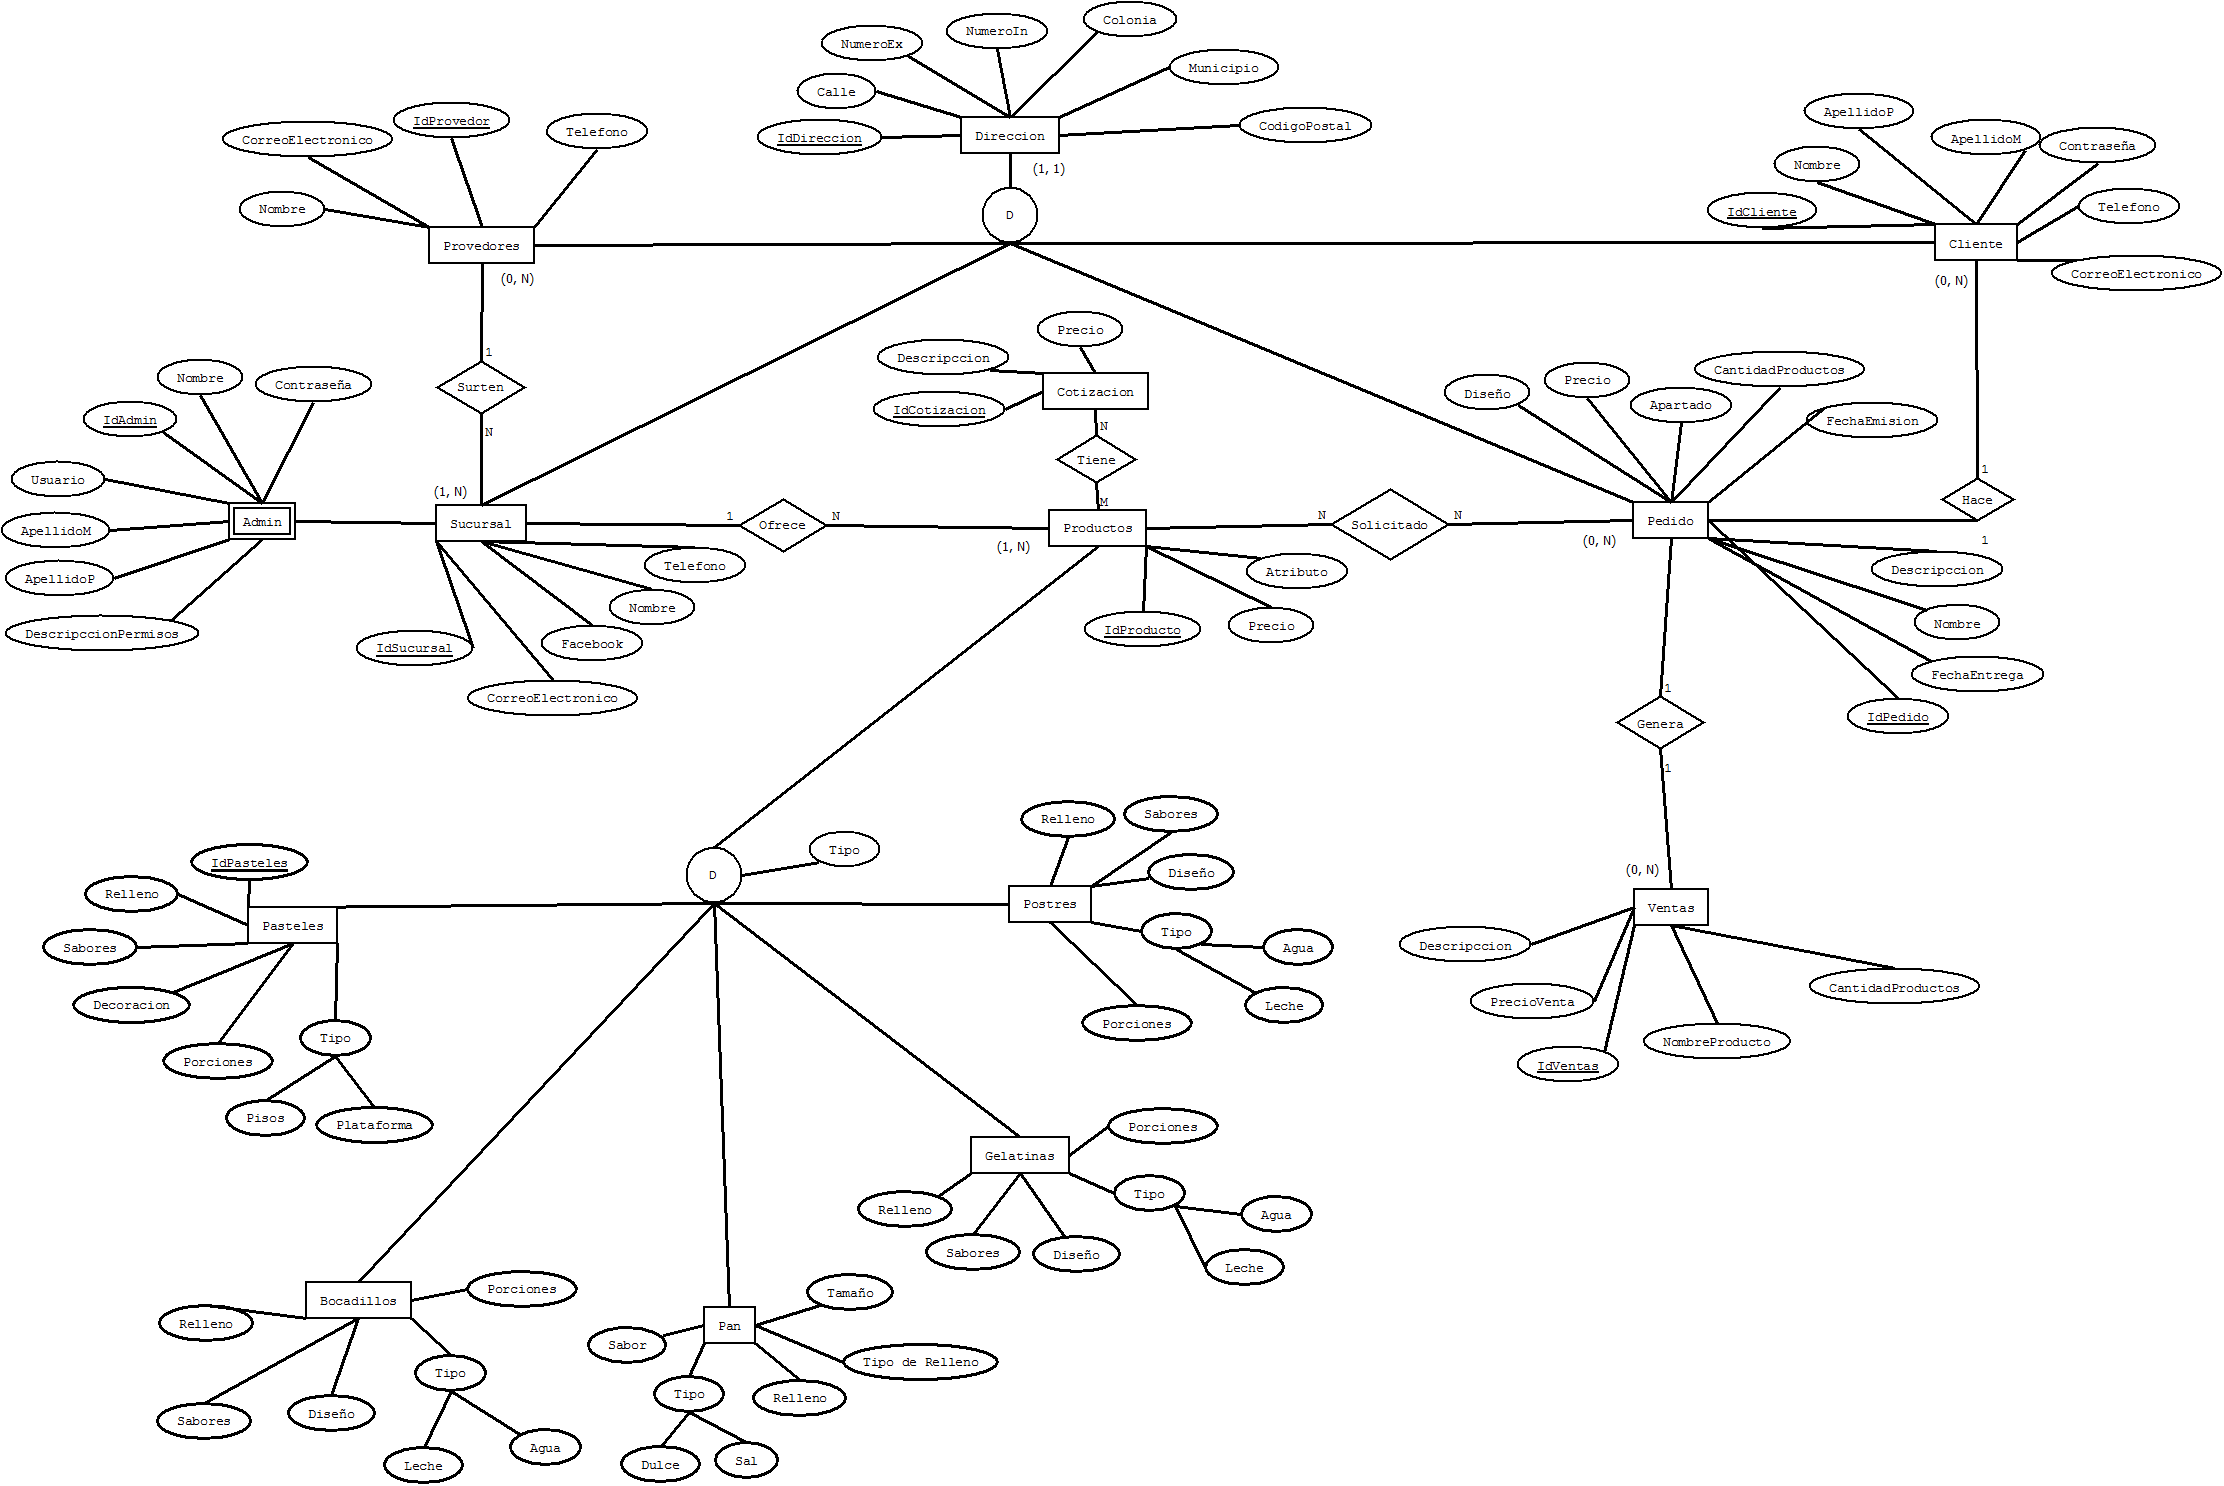 Colonia
NumeroIn
NumeroEx
Municipio
Calle
CodigoPostal
IdDireccion
Direccion
(1, 1)
D
IdProvedor
Telefono
CorreoElectronico
Nombre
Provedores
(0, N)
ApellidoP
ApellidoM
Contraseña
Nombre
IdCliente
Telefono
Cliente
CorreoElectronico
(0, N)
1
Surten
N
Precio
Descripccion
IdCotizacion
Cotizacion
N
Tiene
M
Nombre
Contraseña
IdAdmin
Usuario
ApellidoM
ApellidoP
DescripccionPermisos
Admin
(1, N)
Sucursal
Telefono
Nombre
Facebook
IdSucursal
CorreoElectronico
1
Ofrece
N
Productos
(1, N)
Atributo
IdProducto
Precio
N
Solicitado
N
Diseño
Precio
Apartado
CantidadProductos
FechaEmision
Pedido
(0, N)
1
Hace
1
Descripccion
Nombre
FechaEntrega
IdPedido
1
Genera
1
(0, N)
Ventas
Descripccion
PrecioVenta
IdVentas
NombreProducto
CantidadProductos
D
Tipo
IdPasteles
Relleno
Sabores
Decoracion
Porciones
Pasteles
Tipo
Pisos
Plataforma
Relleno
Sabores
Diseño
Postres
Tipo
Agua
Leche
Porciones
Porciones
Gelatinas
Tipo
Agua
Leche
Relleno
Sabores
Diseño
Bocadillos
Porciones
Relleno
Sabores
Diseño
Tipo
Leche
Agua
Tamaño
Pan
Sabor
Tipo de Relleno
Tipo
Relleno
Dulce
Sal